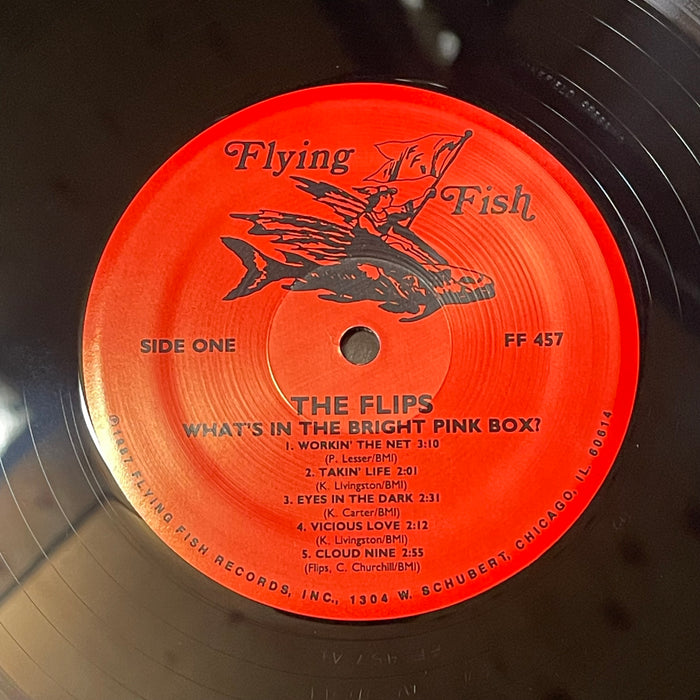 Flying
Fish
SIDE ONE
FF 457
THE FLIPS
WHAT'S IN THE BRIGHT PINK BOX?
1. WORKIN' THE NET 3:10
(P. Lesser/BMI)
2. TAKIN' LIFE 2:01
(K. Livingston/BMI)
3. EYES IN THE DARK 2:31
(K. Carter/BMI)
4. VICIOUS LOVE 2:12
(K. Livingston/BMI)
5. CLOUD NINE 2:55
(Flips, C. Churchill/BMI)
℗1987 FLYING FISH RECORDS, INC., 1304 W. SCHUBERT, CHICAGO, IL. 60614